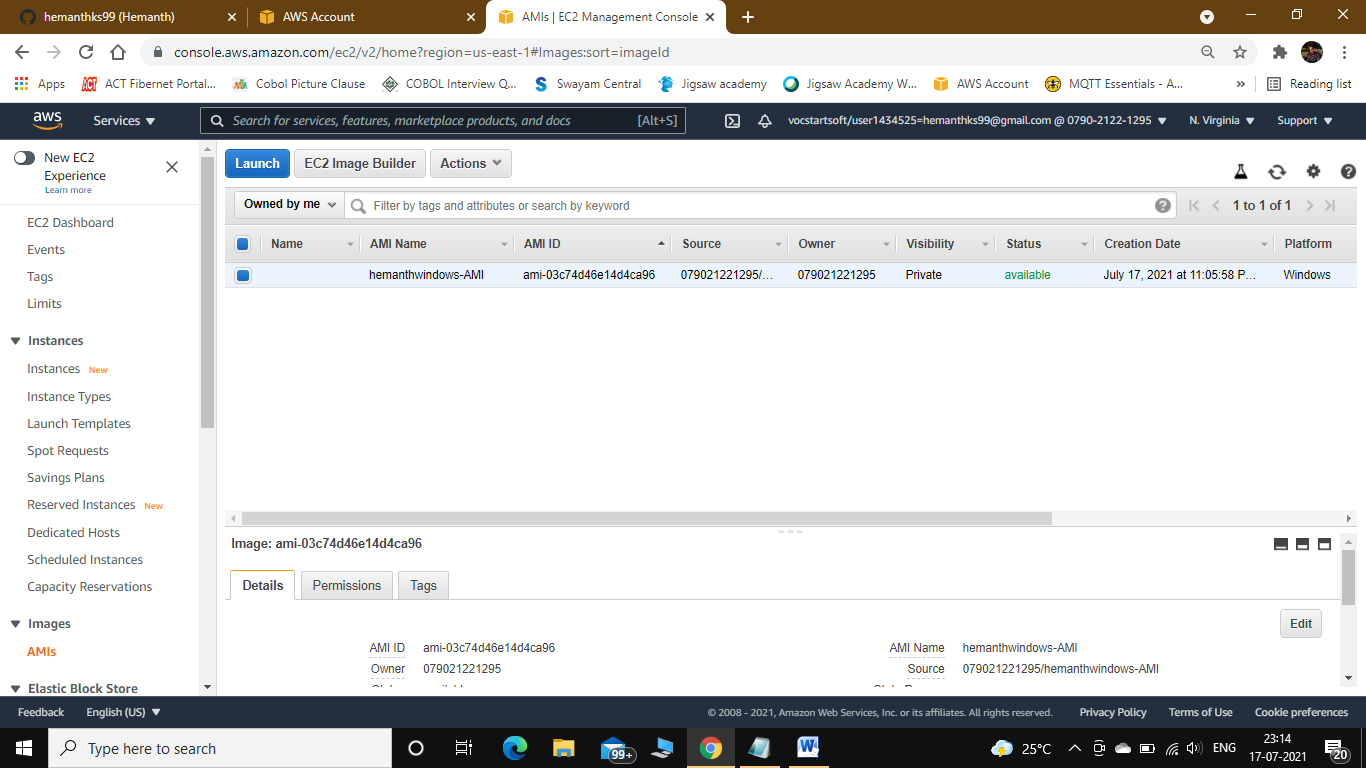 hemanthks99 (Hemanth)
AWS Account
AMIs | EC2 Management Console
console.aws.amazon.com/ec2/v2/home?region=us-east-1#Images:sort=imageId
Apps
ACT
ACT Fibernet Portal...
Cobol Picture Clause
COBOL Interview Q...
Swayam Central
Jigsaw academy
Jigsaw Academy W...
AWS Account
MQTT Essentials - A...
»
Reading list
aws
Services
Search for services, features, marketplace products, and docs
[Alt+S]
vocstartsoft/user1434525=hemanthks99@gmail.com @ 0790-2122-1295
N. Virginia
Support
New EC2
Experience
Learn more
EC2 Dashboard
Events
Tags
Limits
Instances
Instances New
Instance Types
Launch Templates
Spot Requests
Savings Plans
Reserved Instances New
Dedicated Hosts
Scheduled Instances
Capacity Reservations
Images
AMIs
Elastic Block Store
Launch
EC2 Image Builder
Actions
Owned by me
Filter by tags and attributes or search by keyword
1 to 1 of 1
Name AMI Name AMI ID Source Owner Visibility Status Creation Date Platform
hemanthwindows-AMI ami-03c74d46e14d4ca96 079021221295/... 079021221295 Private available July 17, 2021 at 11:05:58 P... Windows
Image: ami-03c74d46e14d4ca96
Details Permissions Tags
Edit
AMI ID ami-03c74d46e14d4ca96 AMI Name hemanthwindows-AMI
Owner 079021221295 Source 079021221295/hemanthwindows-AMI
Feedback English (US)
© 2008 - 2021, Amazon Web Services, Inc. or its affiliates. All rights reserved. Privacy Policy Terms of Use Cookie preferences
Type here to search
99+
25°C
ENG
23:14
17-07-2021
20